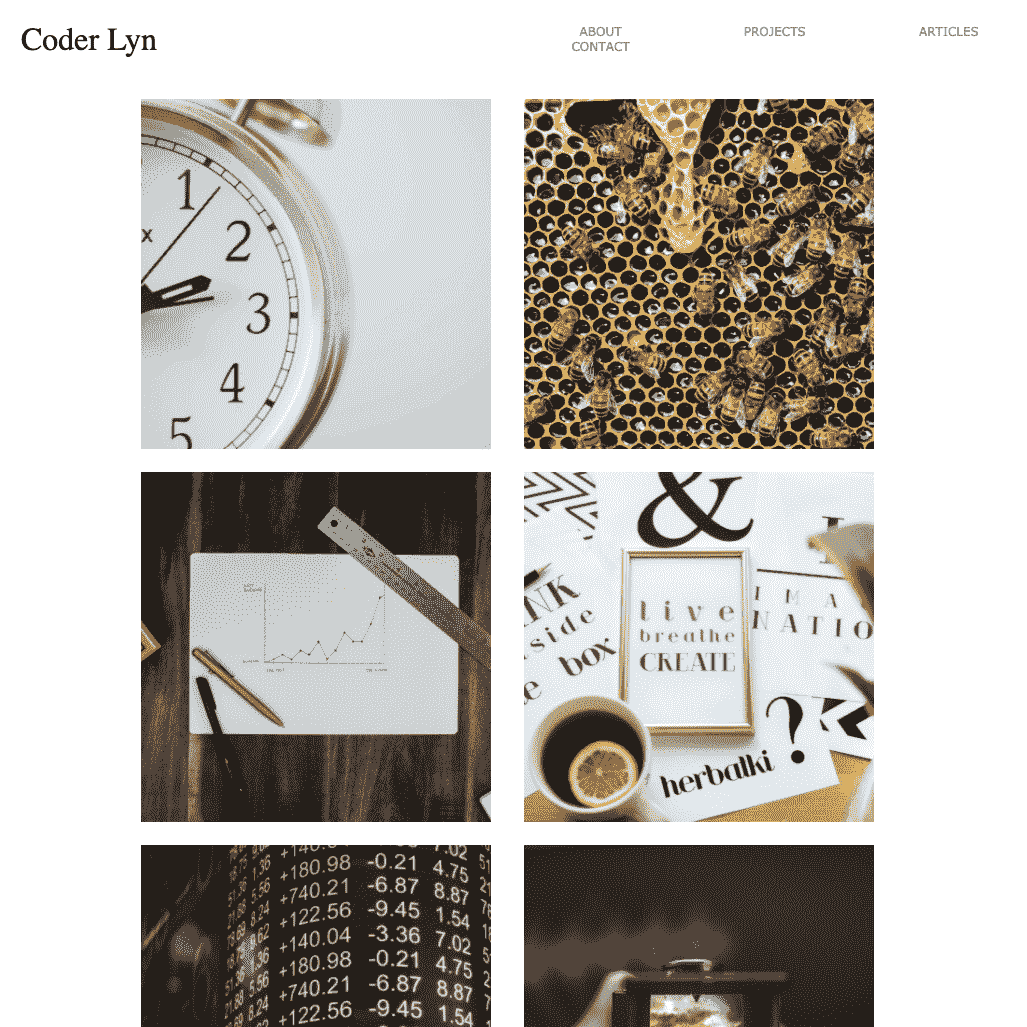 Coder Lyn
ABOUT
CONTACT
PROJECTS
ARTICLES
1
2
3
4
5
x
&
live
breathe
CREATE
I M A
NATIO
NK
side
box
e
?
herbatki
+140.04 -3.36 7.02
+180.98 -0.21 4.75
+740.21 -6.87 8.87
+122.56 -9.45 1.54
+140.04 -3.36 7.02
+180.98 -0.21 4.75
+740.21 -6.87 8.87
+122.56 -9.45 1.54